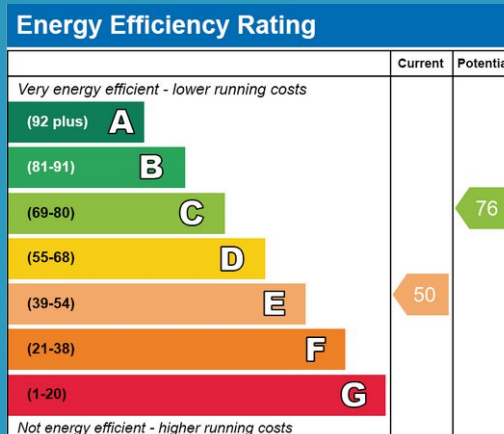 Energy Efficiency Rating
Current Potentia
Very energy efficient - lower running costs
(92 plus) A
(81-91) B
(69-80) C
76
(55-68) D
(39-54) E
50
(21-38) F
(1-20) G
Not energy efficient - higher running costs